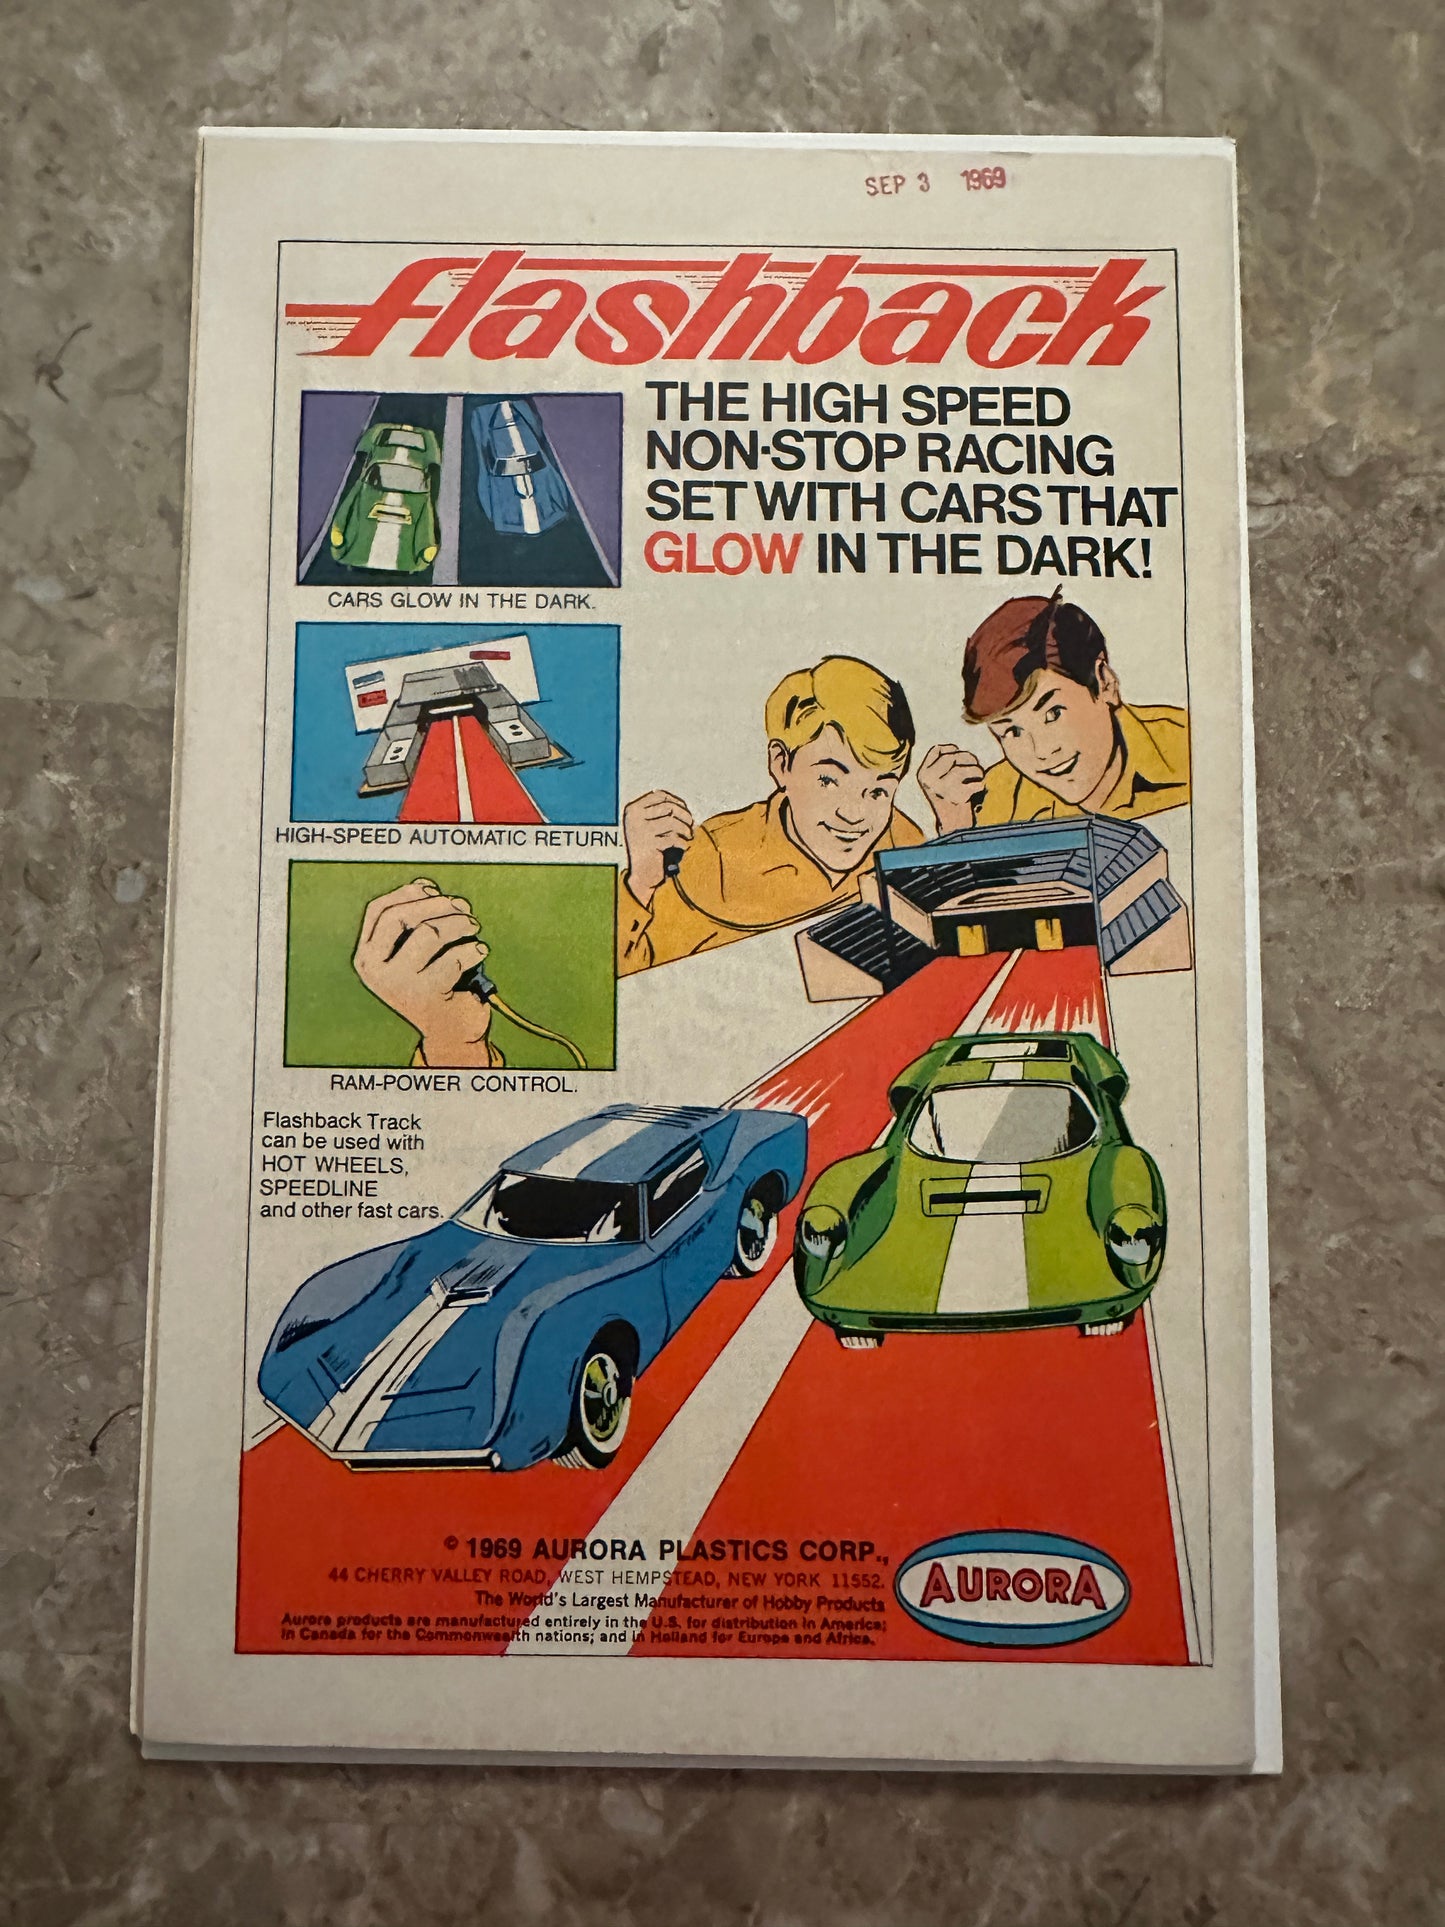 SEP 3 1969
flashback
THE HIGH SPEED
NON-STOP RACING
SET WITH CARS THAT
GLOW IN THE DARK!
CARS GLOW IN THE DARK.
HIGH-SPEED AUTOMATIC RETURN.
RAM-POWER CONTROL.
Flashback Track
can be used with
HOT WHEELS,
SPEEDLINE
and other fast cars.
© 1969 AURORA PLASTICS CORP.,
44 CHERRY VALLEY ROAD, WEST HEMPSTEAD, NEW YORK 11552.
The World's Largest Manufacturer of Hobby Products
Aurora products are manufactured entirely in the U.S. for distribution in America;
in Canada for the Commonwealth nations; and in Holland for Europe and Africa.
AURORA